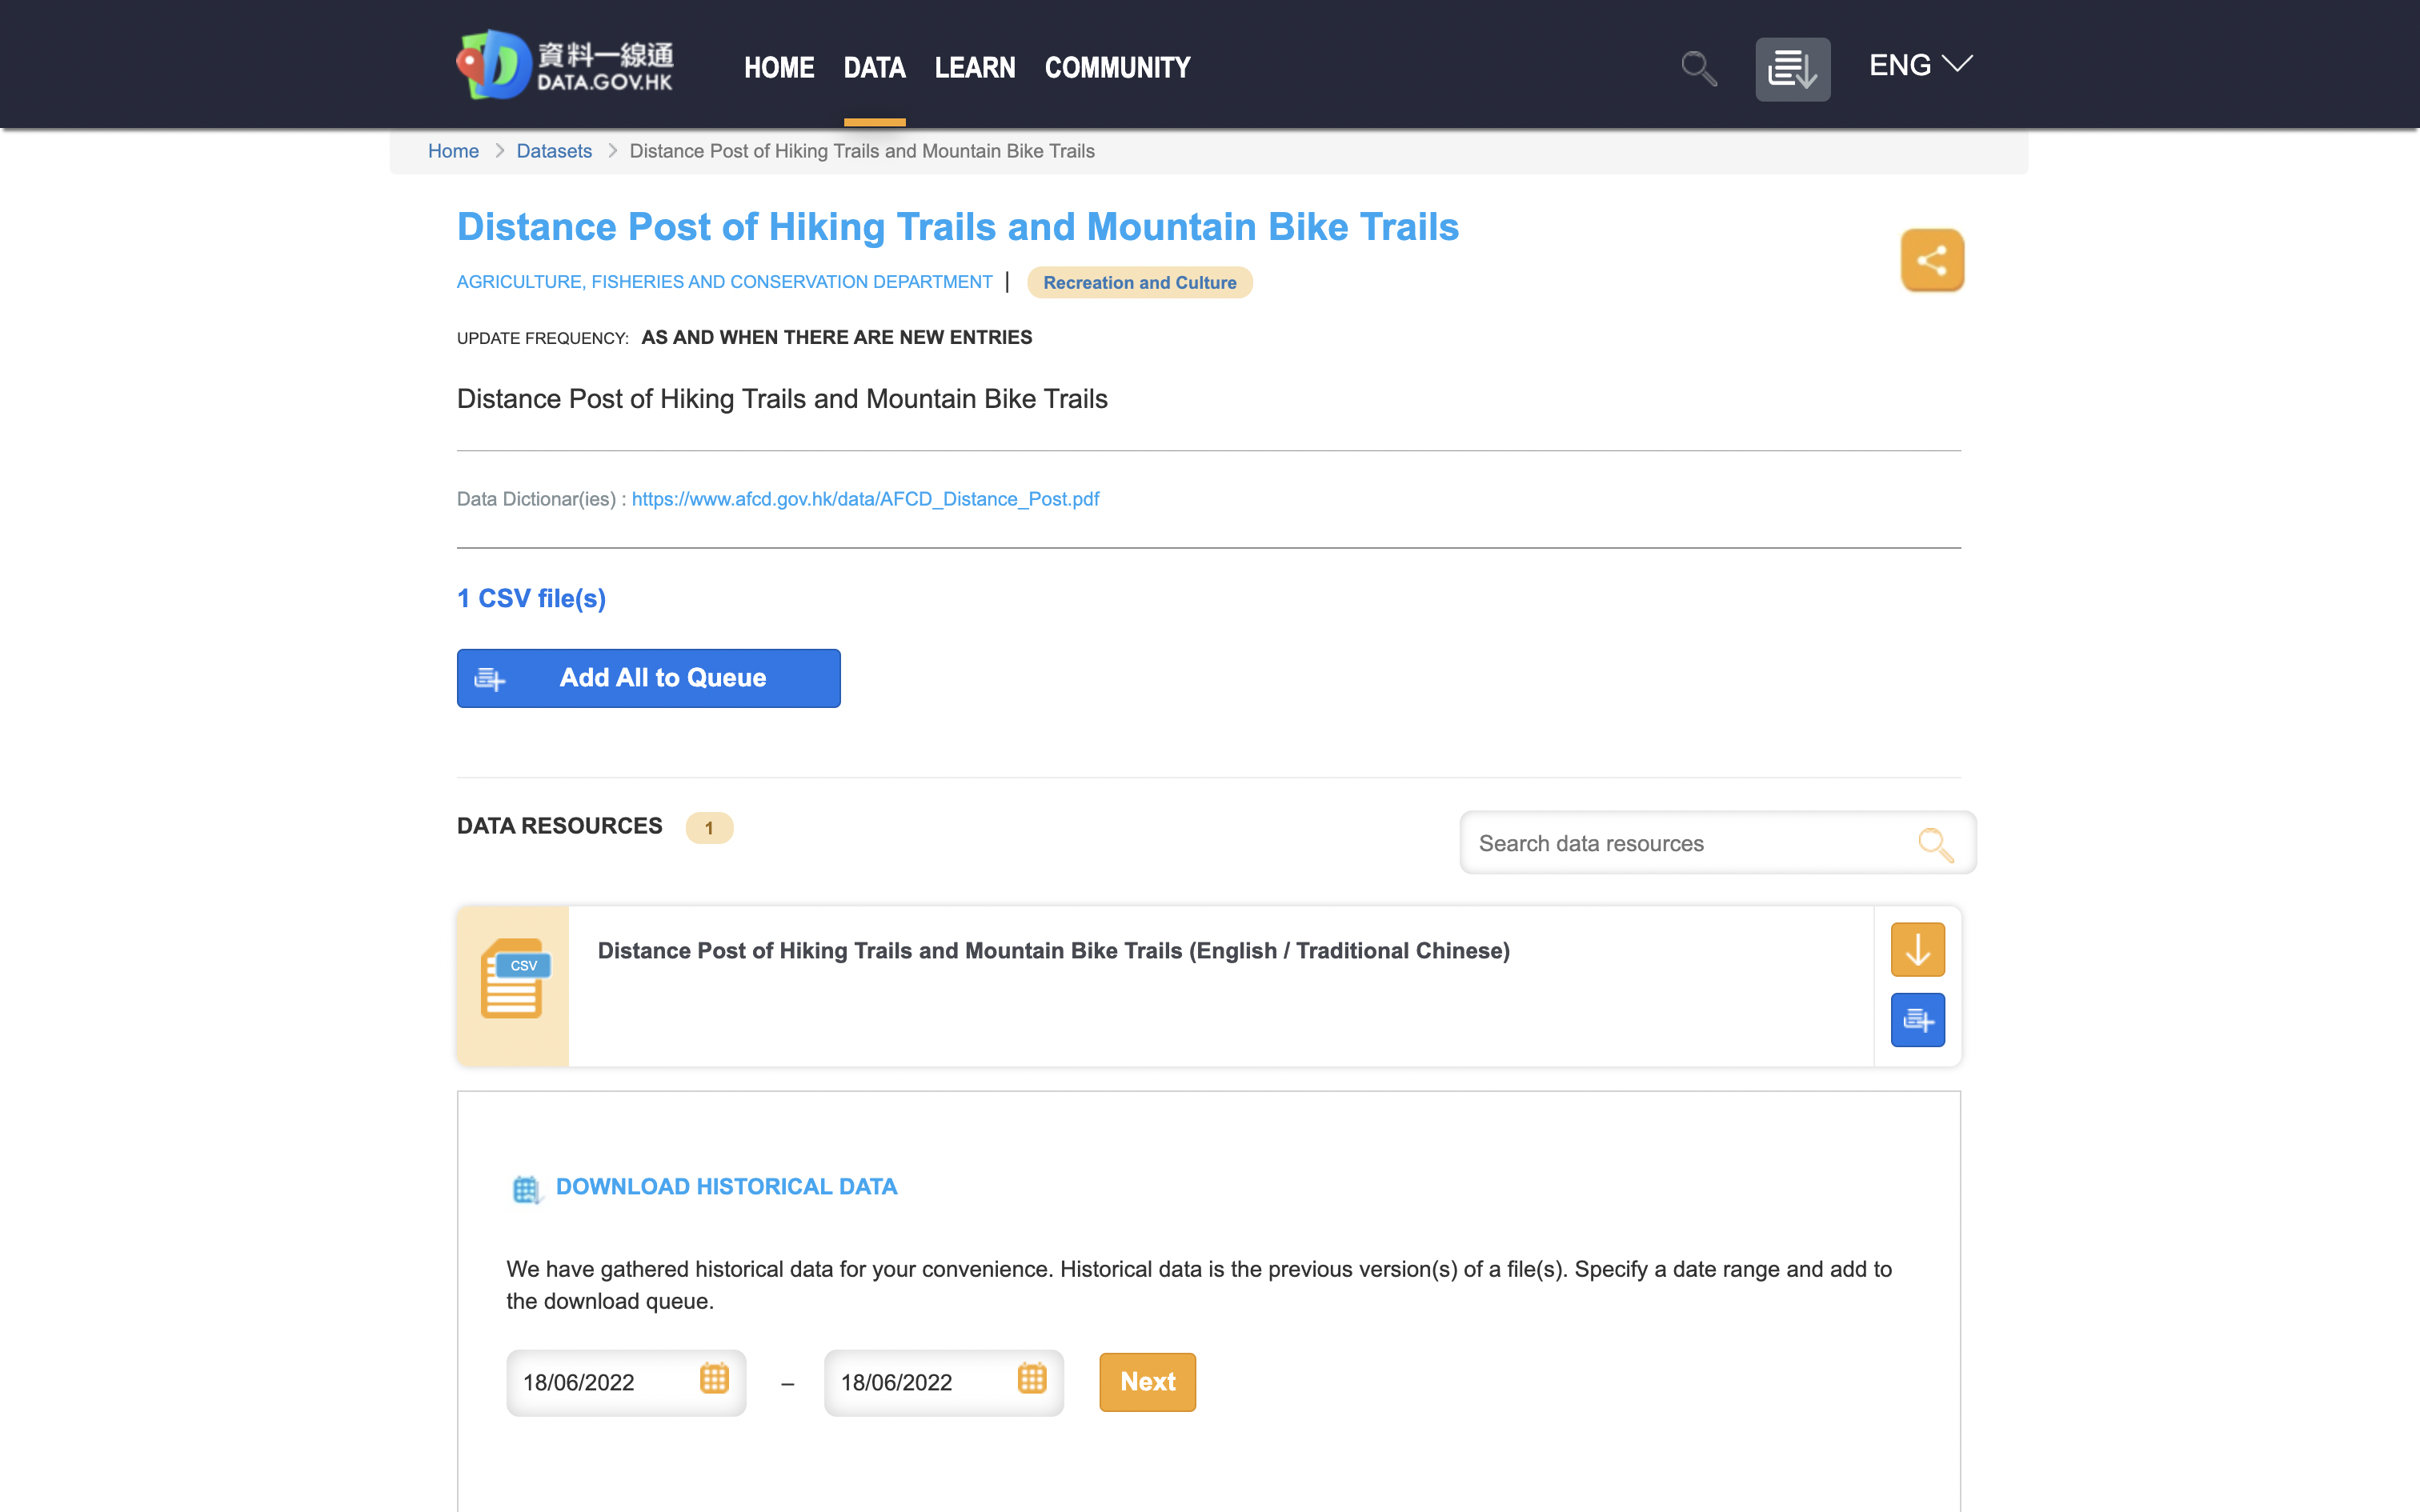 資料一線通
DATA.GOV.HK
HOME DATA LEARN COMMUNITY
ENG
Home > Datasets > Distance Post of Hiking Trails and Mountain Bike Trails
Distance Post of Hiking Trails and Mountain Bike Trails
AGRICULTURE, FISHERIES AND CONSERVATION DEPARTMENT | Recreation and Culture
UPDATE FREQUENCY: AS AND WHEN THERE ARE NEW ENTRIES
Distance Post of Hiking Trails and Mountain Bike Trails
Data Dictionar(ies) : https://www.afcd.gov.hk/data/AFCD_Distance_Post.pdf
1 CSV file(s)
Add All to Queue
DATA RESOURCES 1
Search data resources
CSV
Distance Post of Hiking Trails and Mountain Bike Trails (English / Traditional Chinese)
DOWNLOAD HISTORICAL DATA
We have gathered historical data for your convenience. Historical data is the previous version(s) of a file(s). Specify a date range and add to
the download queue.
18/06/2022 – 18/06/2022 Next